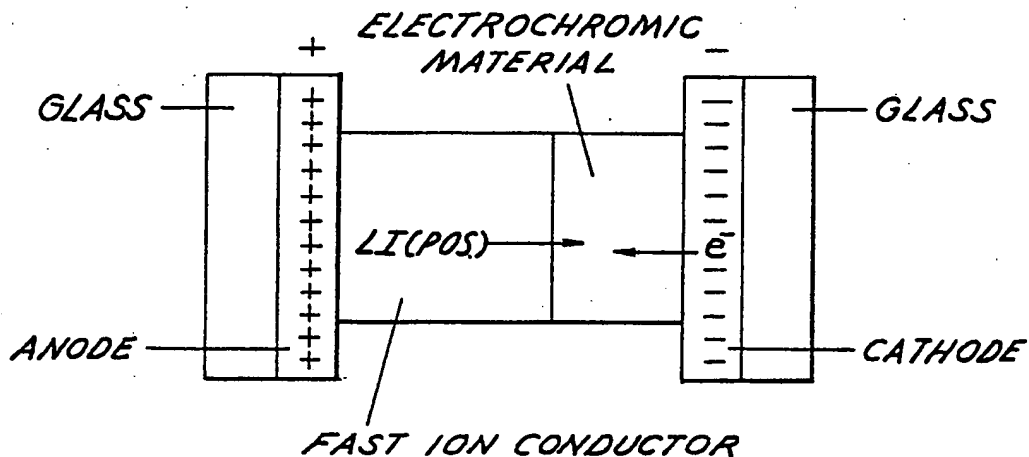 ELECTROCHROMIC
MATERIAL
+ −
GLASS GLASS
+ −
+ −
+ −
+ −
+ −
+ −
LI(POS.) + e⁻
+ −
+ −
+ −
+ −
+ −
ANODE CATHODE
FAST ION CONDUCTOR